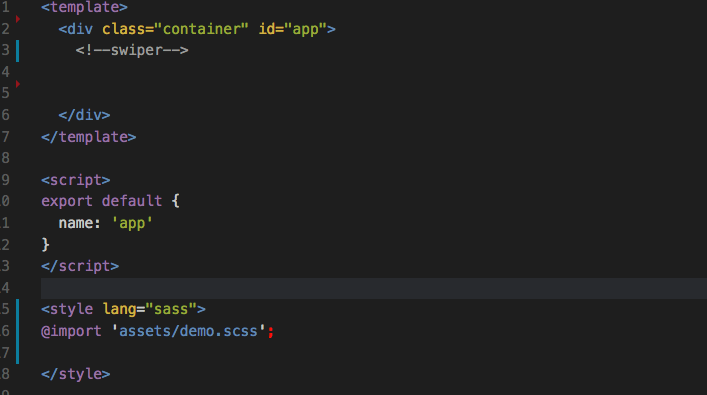 1 <template>
2 <div class="container" id="app">
3 <!--swiper-->
4
5
6 </div>
7 </template>
8
9 <script>
0 export default {
1 name: 'app'
2 }
3 </script>
4
5 <style lang="sass">
6 @import 'assets/demo.scss';
7
8 </style>
9